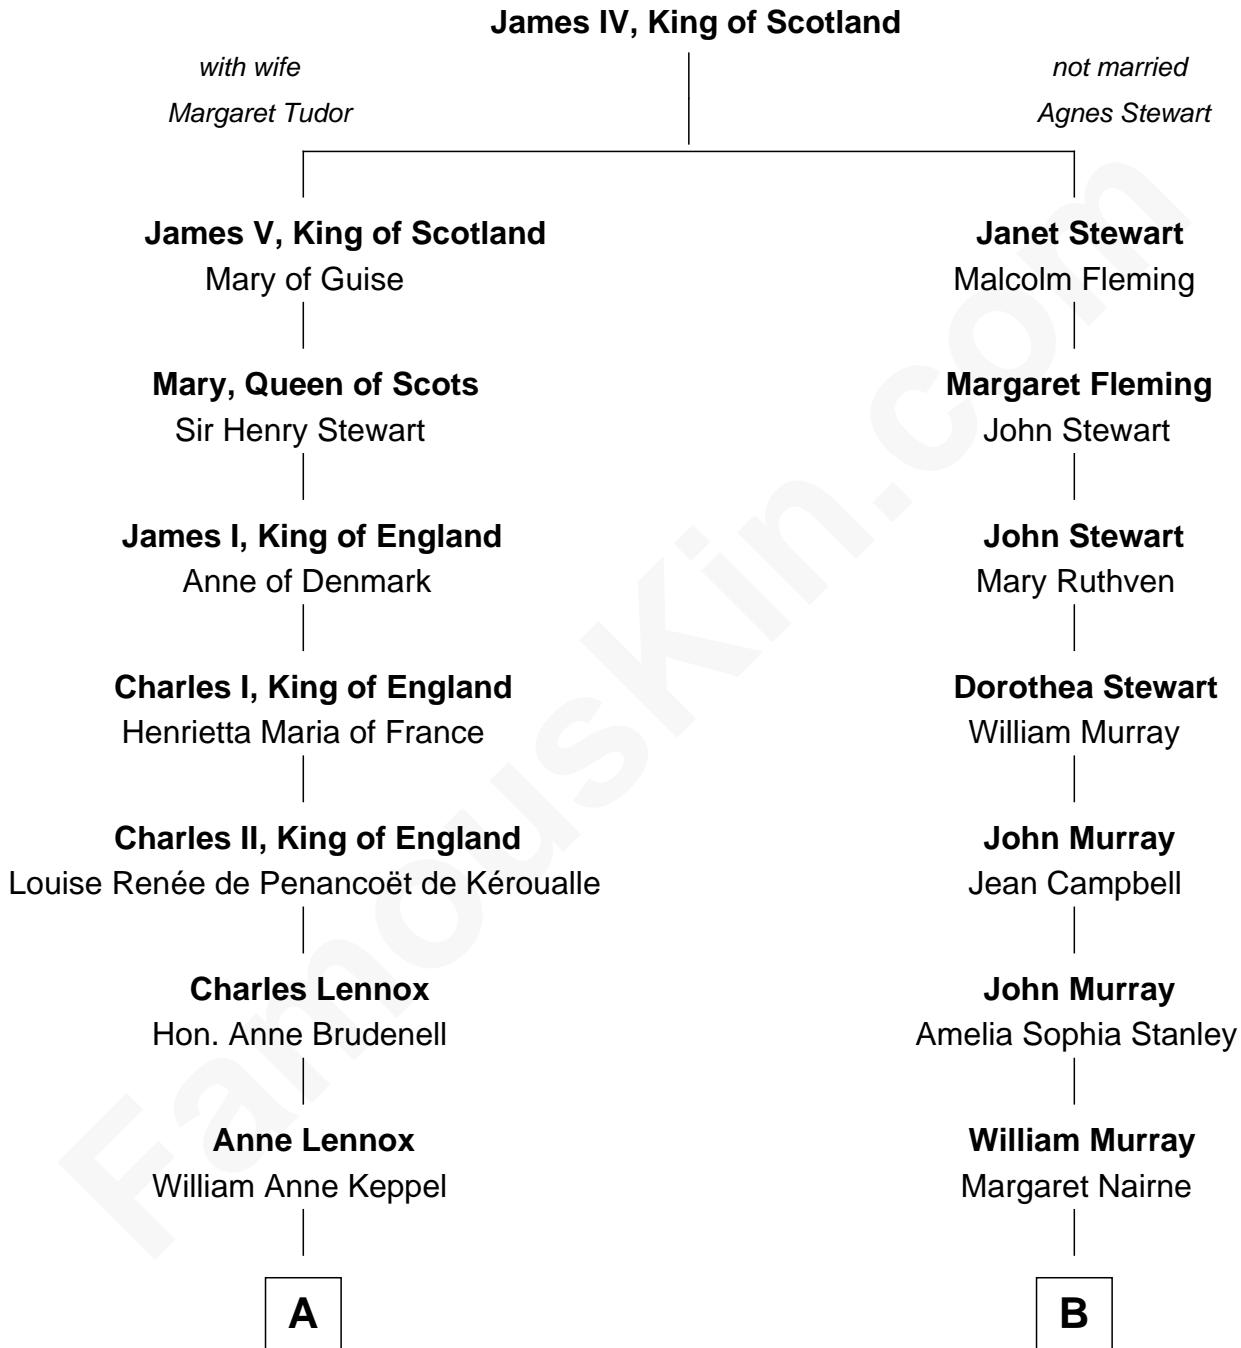 James IV, King of Scotland
with wife
Margaret Tudor
not married
Agnes Stewart
James V, King of Scotland
Mary of Guise
Janet Stewart
Malcolm Fleming
Mary, Queen of Scots
Sir Henry Stewart
Margaret Fleming
John Stewart
James I, King of England
Anne of Denmark
John Stewart
Mary Ruthven
Charles I, King of England
Henrietta Maria of France
Dorothea Stewart
William Murray
Charles II, King of England
Louise Renée de Penancoët de Kéroualle
John Murray
Jean Campbell
Charles Lennox
Hon. Anne Brudenell
John Murray
Amelia Sophia Stanley
Anne Lennox
William Anne Keppel
William Murray
Margaret Nairne
A
B
FamousKin.com